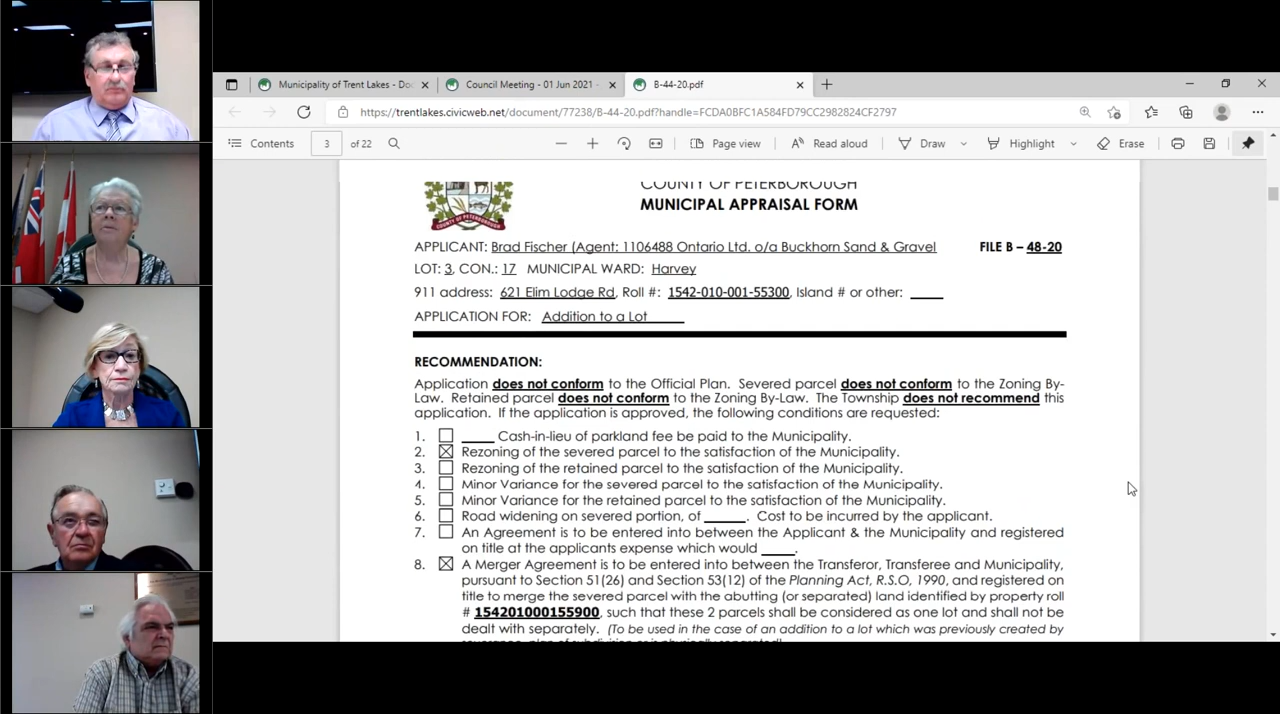 Municipality of Trent Lakes - Doc
Council Meeting - 01 Jun 2021 -
B-44-20.pdf
https://trentlakes.civicweb.net/document/77238/B-44-20.pdf?handle=FCDA0BFC1A584FD79CC2982824CF2797
Contents 3 of 22 Page view Read aloud Draw Highlight Erase
COUNTY OF PETERBOROUGH
MUNICIPAL APPRAISAL FORM
COUNTY OF PETERBOROUGH
APPLICANT: Brad Fischer (Agent: 1106488 Ontario Ltd. o/a Buckhorn Sand & Gravel FILE B – 48-20
LOT: 3, CON.: 17 MUNICIPAL WARD: Harvey
911 address: 621 Elim Lodge Rd, Roll #: 1542-010-001-55300, Island # or other: ____
APPLICATION FOR: Addition to a Lot
RECOMMENDATION:
Application does not conform to the Official Plan. Severed parcel does not conform to the Zoning By-
Law. Retained parcel does not conform to the Zoning By-Law. The Township does not recommend this
application. If the application is approved, the following conditions are requested:
1. ____ Cash-in-lieu of parkland fee be paid to the Municipality.
2. Rezoning of the severed parcel to the satisfaction of the Municipality.
3. Rezoning of the retained parcel to the satisfaction of the Municipality.
4. Minor Variance for the severed parcel to the satisfaction of the Municipality.
5. Minor Variance for the retained parcel to the satisfaction of the Municipality.
6. Road widening on severed portion, of _____. Cost to be incurred by the applicant.
7. An Agreement is to be entered into between the Applicant & the Municipality and registered
on title at the applicants expense which would ____.
8. A Merger Agreement is to be entered into between the Transferor, Transferee and Municipality,
pursuant to Section 51(26) and Section 53(12) of the Planning Act, R.S.O, 1990, and registered on
title to merge the severed parcel with the abutting (or separated) land identified by property roll
# 154201000155900, such that these 2 parcels shall be considered as one lot and shall not be
dealt with separately. (To be used in the case of an addition to a lot which was previously created by